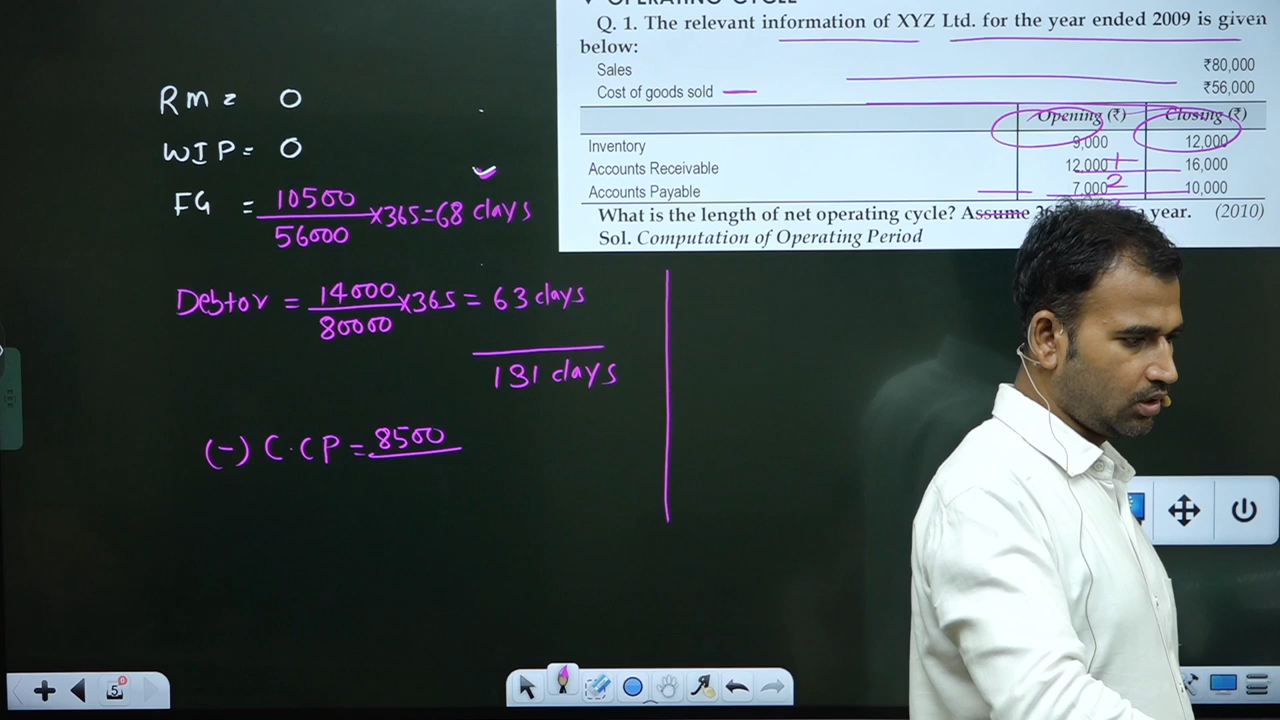 OPERATING CYCLE
Q. 1. The relevant information of XYZ Ltd. for the year ended 2009 is given
below:
Sales ₹80,000
Cost of goods sold ₹56,000
Opening (₹) Closing (₹)
Inventory 9,000 12,000
Accounts Receivable 12,000 16,000
Accounts Payable 7,000 10,000
What is the length of net operating cycle? Assume year. (2010)
Sol. Computation of Operating Period
Rm = 0
WIP = 0
FG = 10500/56000 ×365=68 days
Debtor = 14000/80000 ×365 = 63 days
131 days
(-) C.CP = 8500
1
2
5